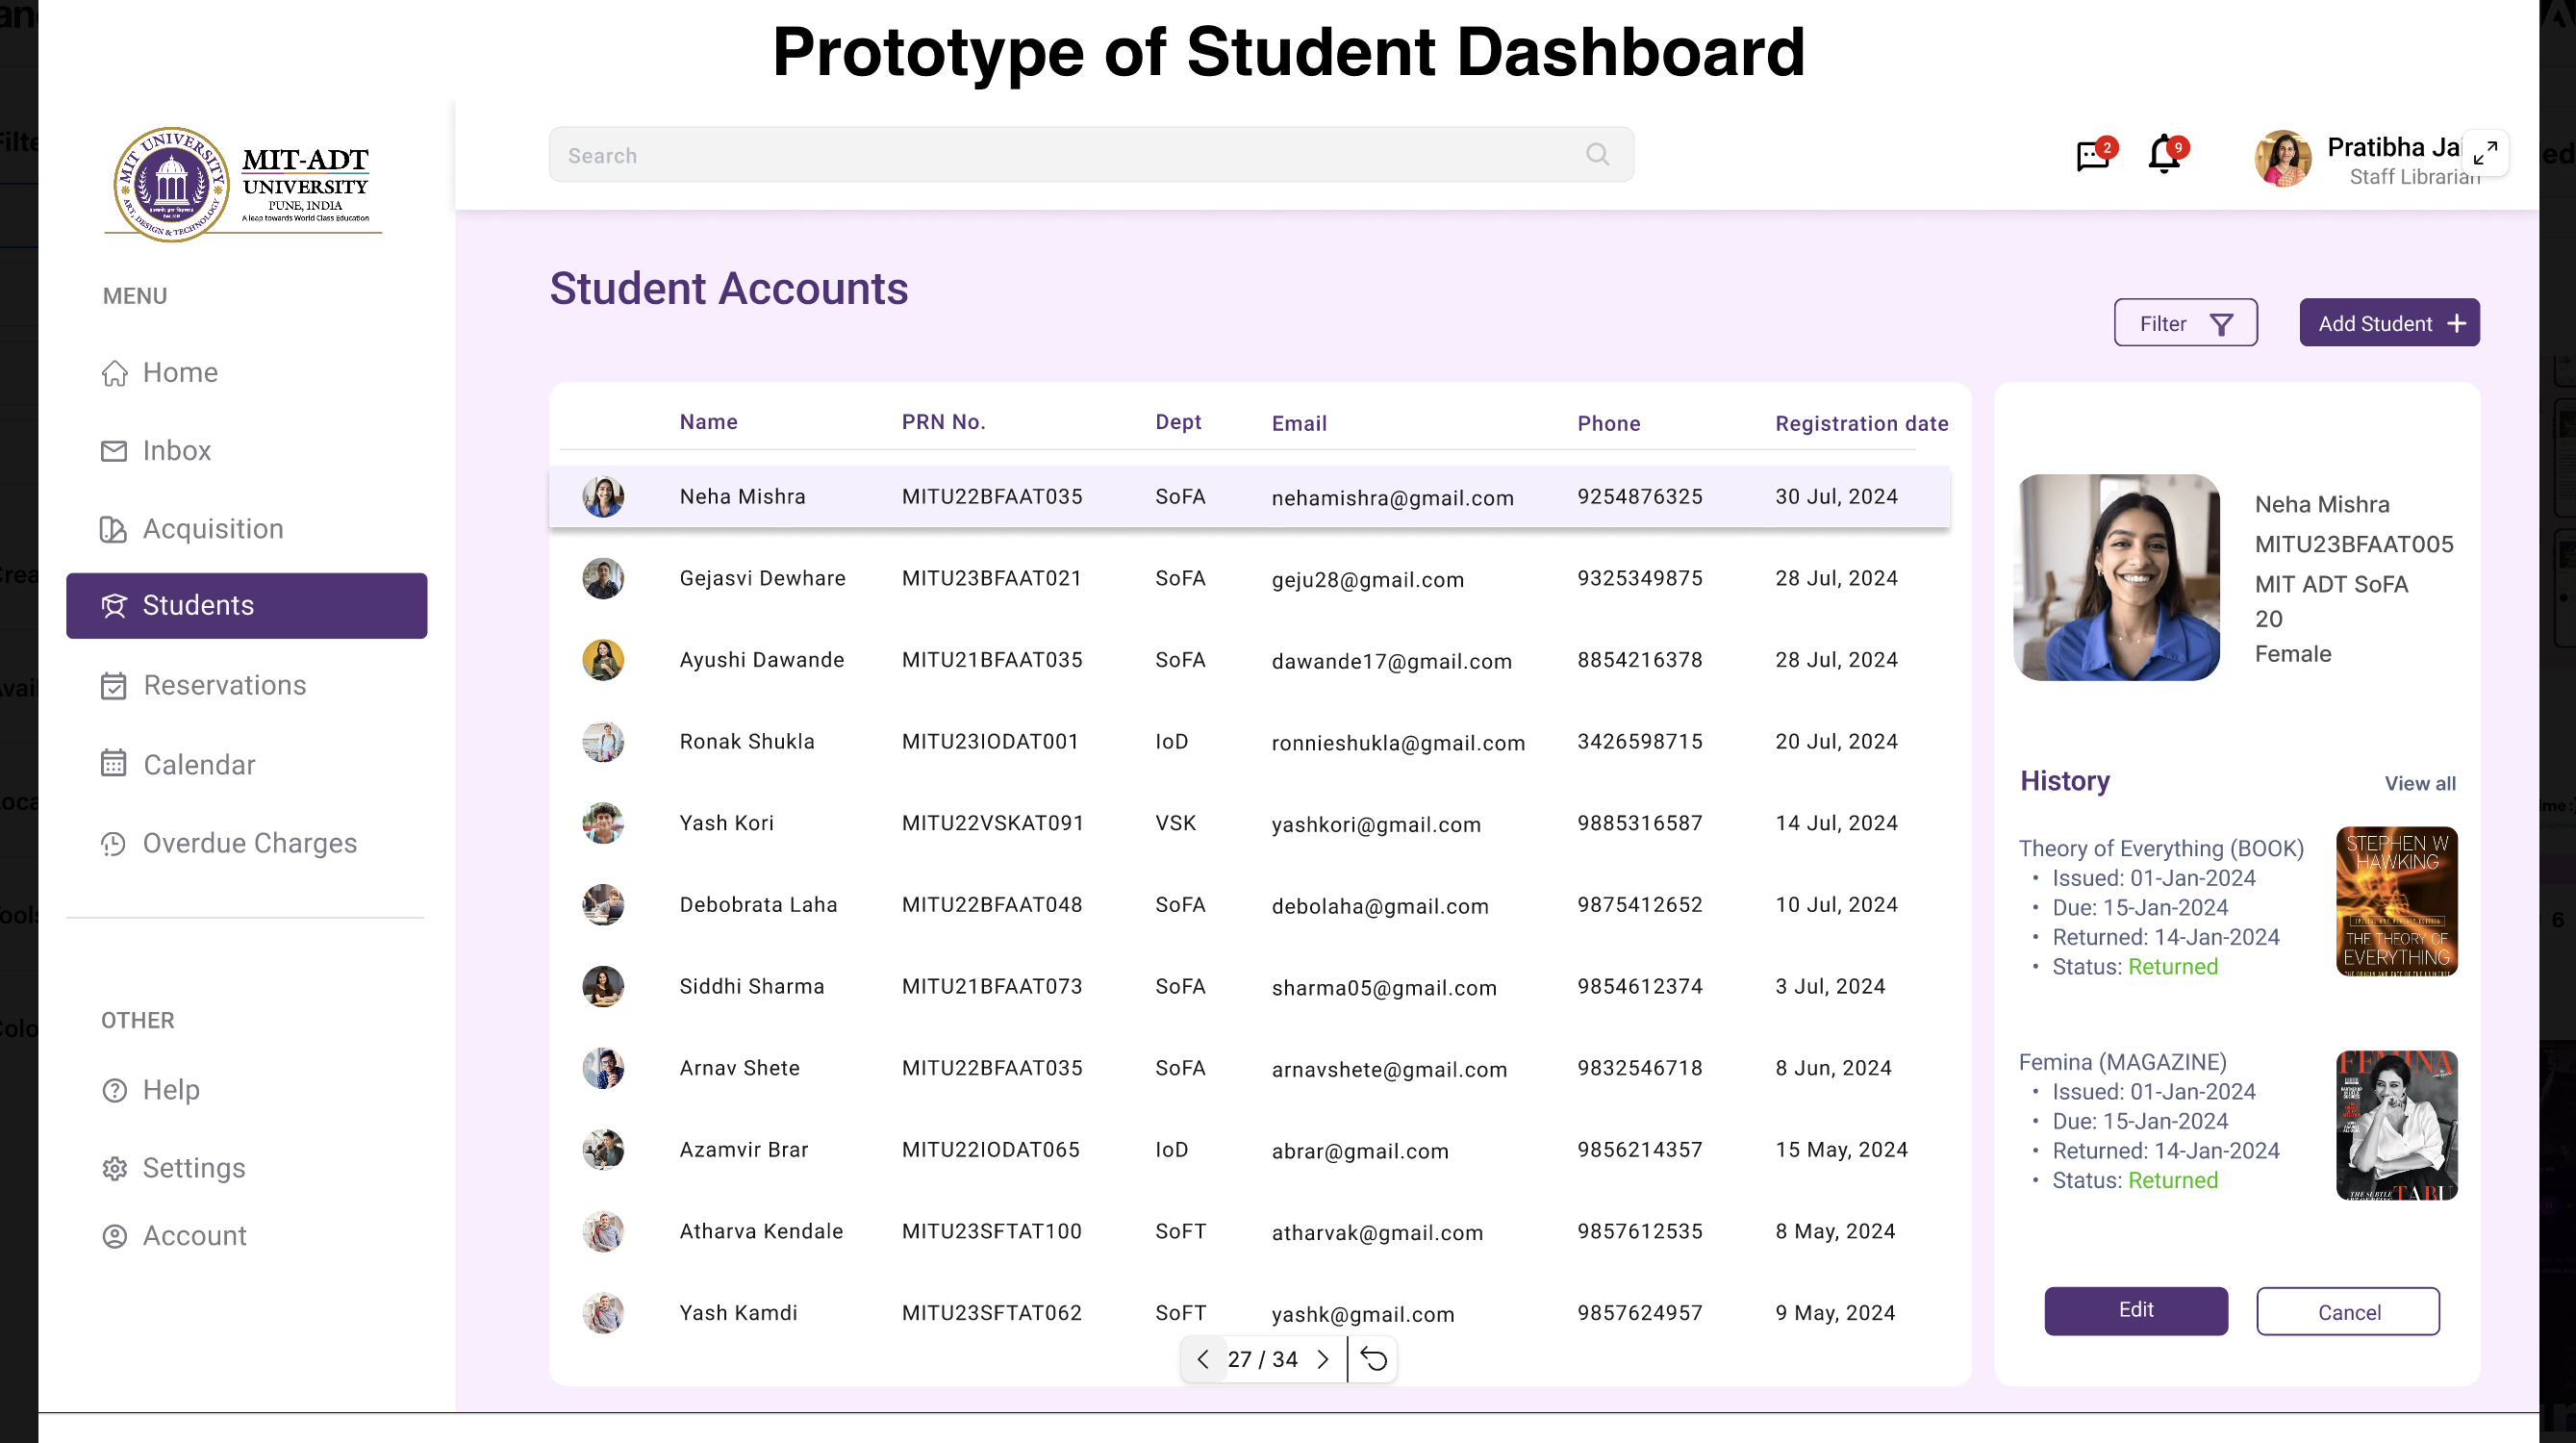 Prototype of Student Dashboard
MIT UNIVERSITY
ART, DESIGN & TECHNOLOGY
MIT-ADT
UNIVERSITY
PUNE, INDIA
A leap towards World Class Education
Search
2
9
Pratibha
Staff Librarian
MENU
Home
Inbox
Acquisition
Students
Reservations
Calendar
Overdue Charges
OTHER
Help
Settings
Account
Student Accounts
Filter
Add Student
Name PRN No. Dept Email Phone Registration date
Neha Mishra MITU22BFAAT035 SoFA nehamishra@gmail.com 9254876325 30 Jul, 2024
Gejasvi Dewhare MITU23BFAAT021 SoFA geju28@gmail.com 9325349875 28 Jul, 2024
Ayushi Dawande MITU21BFAAT035 SoFA dawande17@gmail.com 8854216378 28 Jul, 2024
Ronak Shukla MITU23IODAT001 IoD ronnieshukla@gmail.com 3426598715 20 Jul, 2024
Yash Kori MITU22VSKAT091 VSK yashkori@gmail.com 9885316587 14 Jul, 2024
Debobrata Laha MITU22BFAAT048 SoFA debolaha@gmail.com 9875412652 10 Jul, 2024
Siddhi Sharma MITU21BFAAT073 SoFA sharma05@gmail.com 9854612374 3 Jul, 2024
Arnav Shete MITU22BFAAT035 SoFA arnavshete@gmail.com 9832546718 8 Jun, 2024
Azamvir Brar MITU22IODAT065 IoD abrar@gmail.com 9856214357 15 May, 2024
Atharva Kendale MITU23SFTAT100 SoFT atharvak@gmail.com 9857612535 8 May, 2024
Yash Kamdi MITU23SFTAT062 SoFT yashk@gmail.com 9857624957 9 May, 2024
27 / 34
Neha Mishra
MITU23BFAAT005
MIT ADT SoFA
20
Female
History
View all
Theory of Everything (BOOK)
• Issued: 01-Jan-2024
• Due: 15-Jan-2024
• Returned: 14-Jan-2024
• Status: Returned
STEPHEN W
HAWKING
THE THEORY OF
EVERYTHING
Femina (MAGAZINE)
• Issued: 01-Jan-2024
• Due: 15-Jan-2024
• Returned: 14-Jan-2024
• Status: Returned
FEMINA
THE SUBTLE
TABU
Edit
Cancel
6